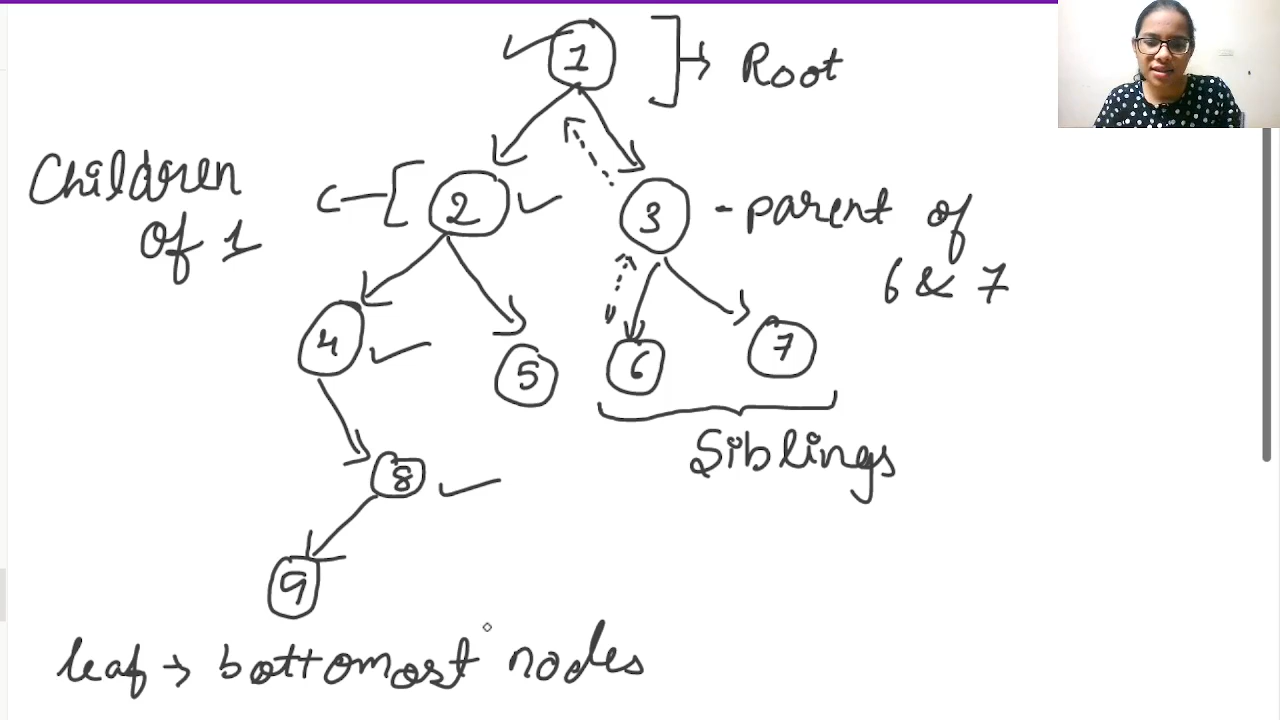 1
Root
Children
of 1
2
3
- parent of
6 & 7
4
5
6
7
8
Siblings
9
leaf → bottomost nodes